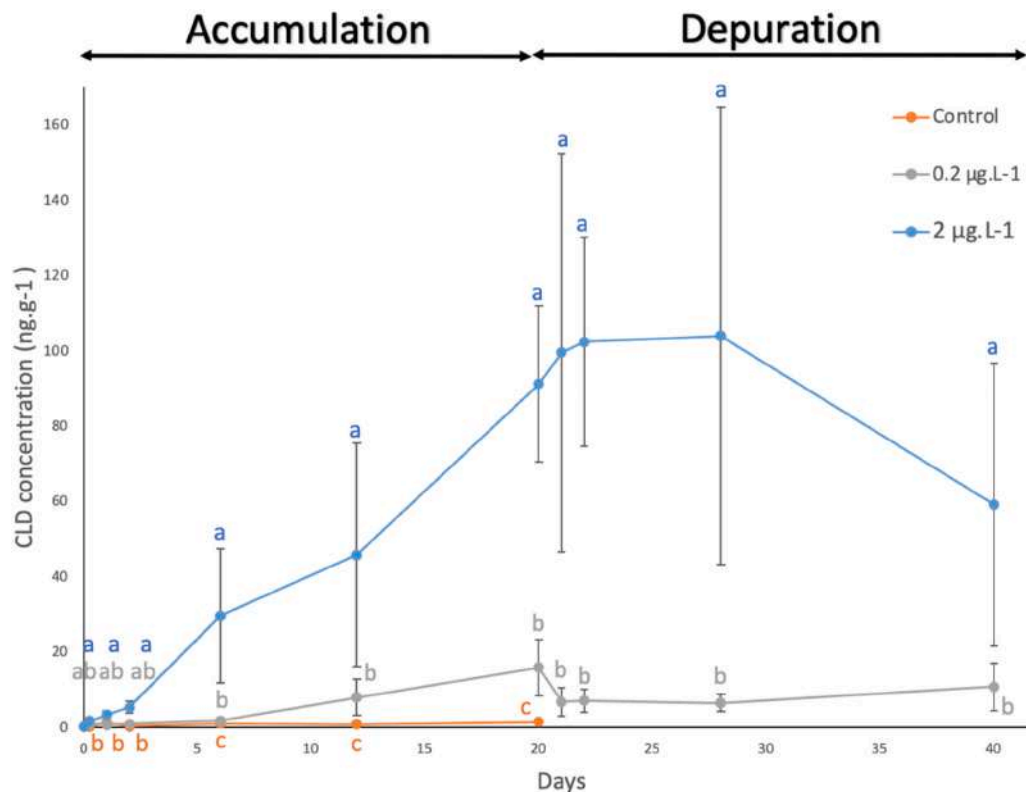 Accumulation Depuration
160
140
120
100
80
60
40
20
0
CLD concentration (ng.g-1 )
Control
0.2 µg.L-1
2 µg.L-1
a
a
a
a
a
a
a
a a a
ab ab ab
b
b
b
b
b
b
b
c
b b b
c
c
0 5 10 15 20 25 30 35 40
Days